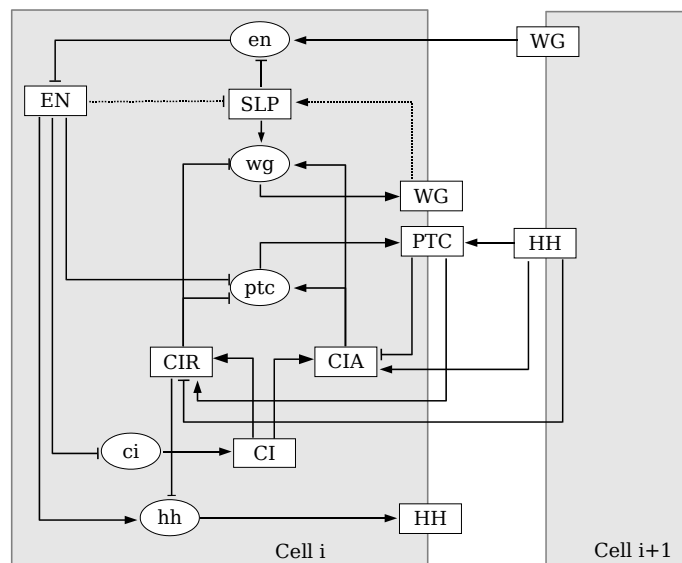 en
WG
EN
SLP
wg
WG
PTC
HH
ptc
CIR
CIA
ci
CI
hh
HH
Cell i
Cell i+1